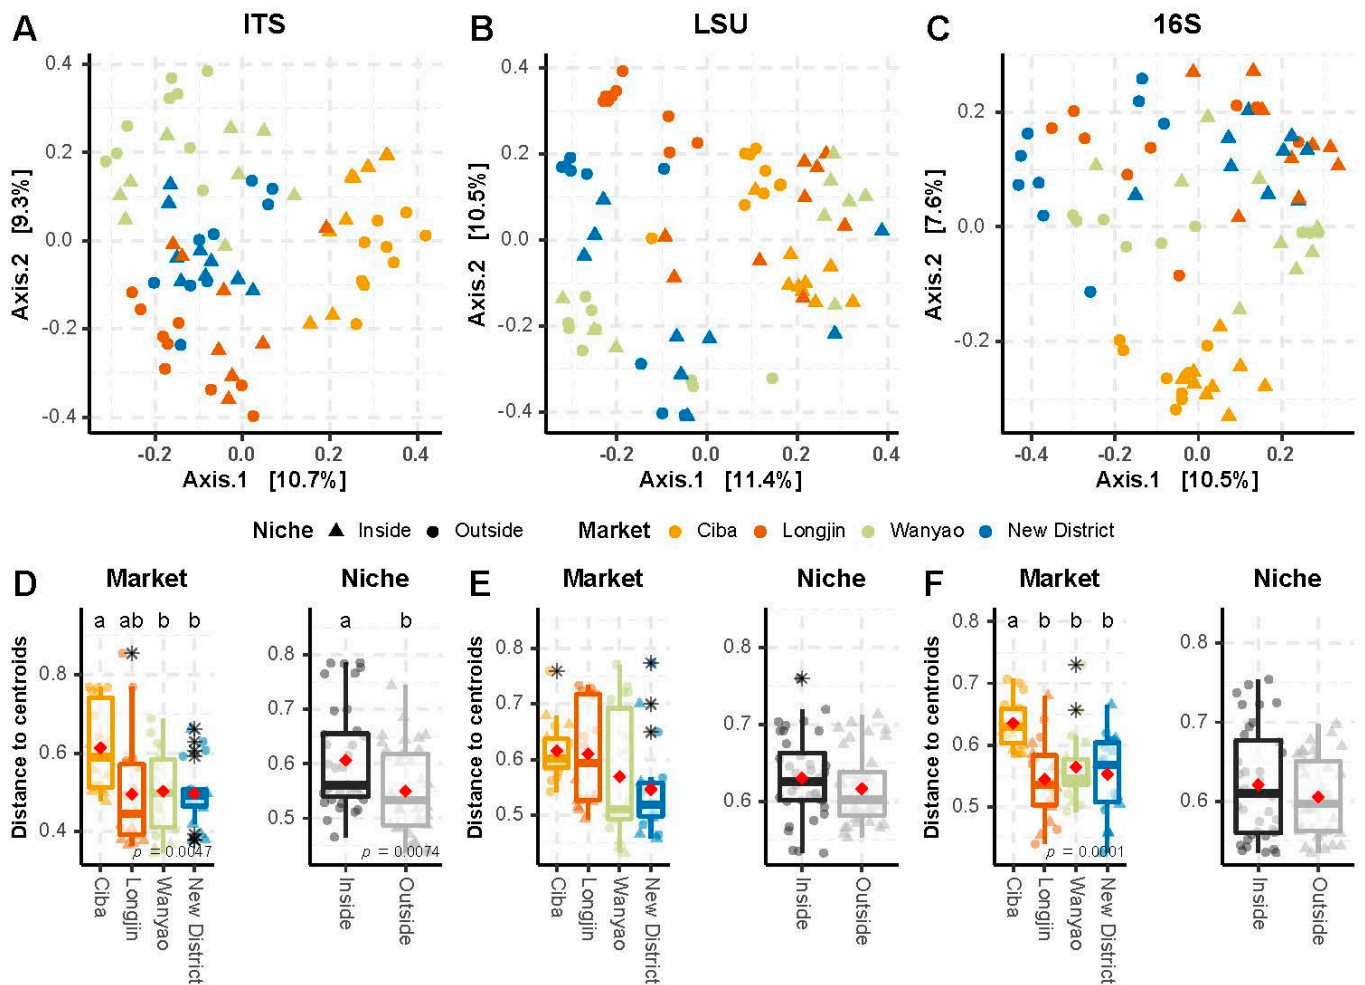 A ITS
B LSU
C 16S
Axis.2 [9.3%]
0.4
0.2
0.0
-0.2
-0.4
-0.2 0.0 0.2 0.4
Axis.1 [10.7%]
Axis.2 [10.5%]
0.4
0.2
0.0
-0.2
-0.4
-0.2 0.0 0.2 0.4
Axis.1 [11.4%]
Axis.2 [7.6%]
0.2
0.0
-0.2
-0.4 -0.2 0.0 0.2
Axis.1 [10.5%]
Niche Inside Outside Market Ciba Longjin Wanyao New District
D Market Niche
Distance to centroids
a ab b b
0.8
0.6
0.4
p = 0.0047
Ciba
Longjin
Wanyao
New District
a b
0.8
0.7
0.6
0.5
p = 0.0074
Inside
Outside
E Market Niche
Distance to centroids
0.8
0.7
0.6
0.5
Ciba
Longjin
Wanyao
New District
0.8
0.7
0.6
Inside
Outside
F Market Niche
Distance to centroids
a b b b
0.8
0.7
0.6
0.5
p = 0.0001
Ciba
Longjin
Wanyao
New District
0.8
0.7
0.6
Inside
Outside